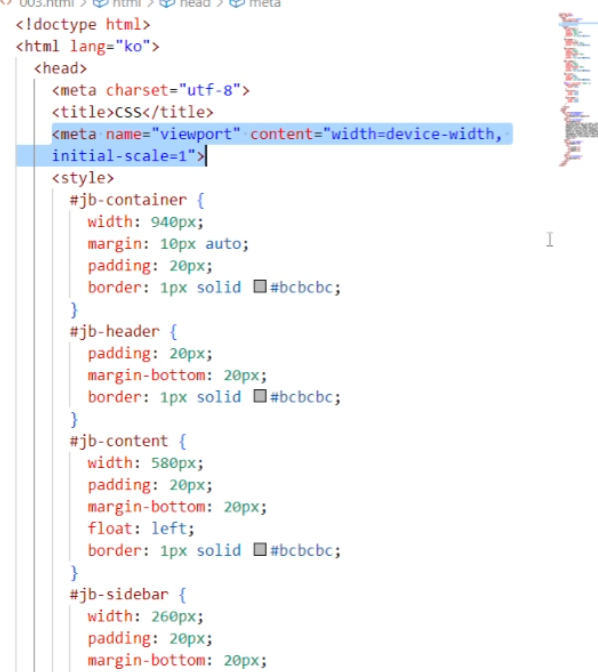 003.html > html > head > meta
<!doctype html>
<html lang="ko">
<head>
<meta charset="utf-8">
<title>CSS</title>
<meta name="viewport" content="width=device-width,
initial-scale=1">
<style>
#jb-container {
width: 940px;
margin: 10px auto;
padding: 20px;
border: 1px solid #bcbcbc;
}
#jb-header {
padding: 20px;
margin-bottom: 20px;
border: 1px solid #bcbcbc;
}
#jb-content {
width: 580px;
padding: 20px;
margin-bottom: 20px;
float: left;
border: 1px solid #bcbcbc;
}
#jb-sidebar {
width: 260px;
padding: 20px;
margin-bottom: 20px;